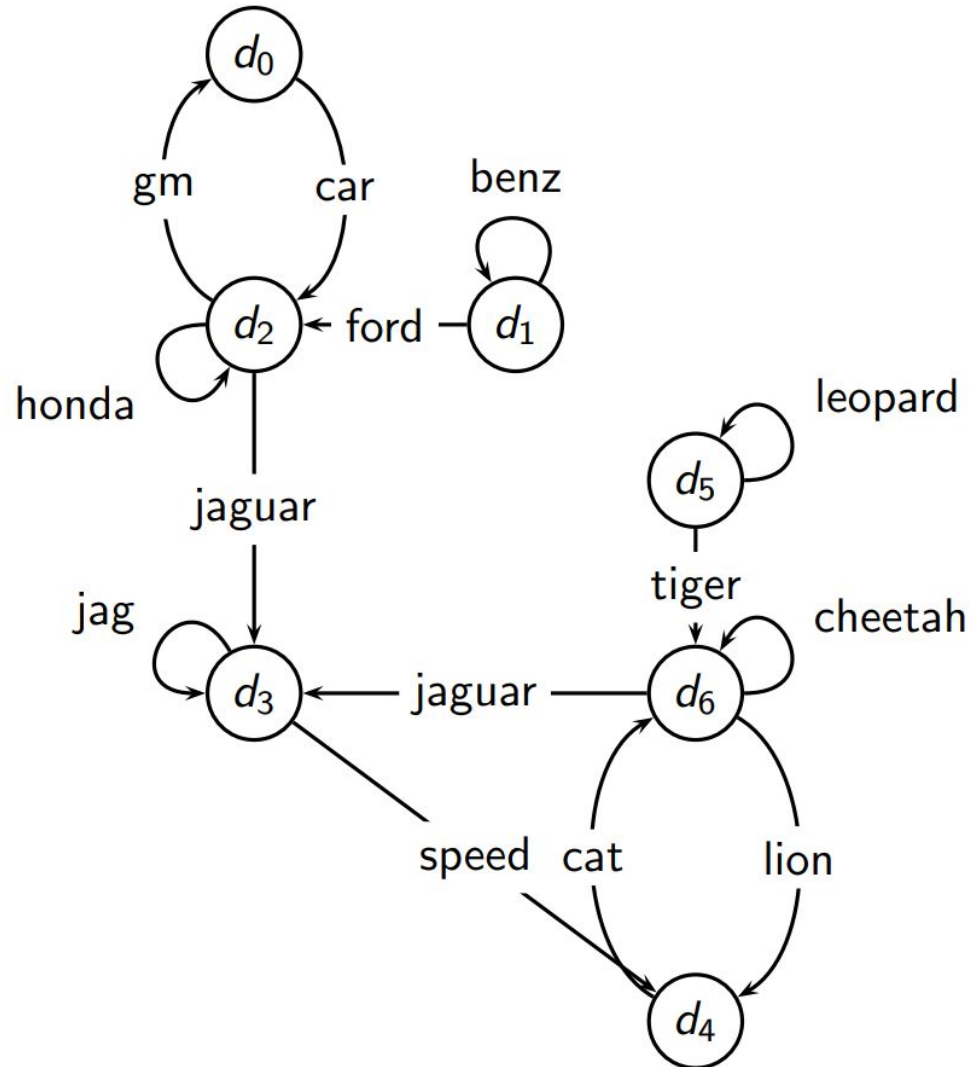 d0
gm car
benz
d2 ford d1
honda
leopard
d5
jaguar
tiger
jag
cheetah
d3 jaguar d6
speed cat lion
d4